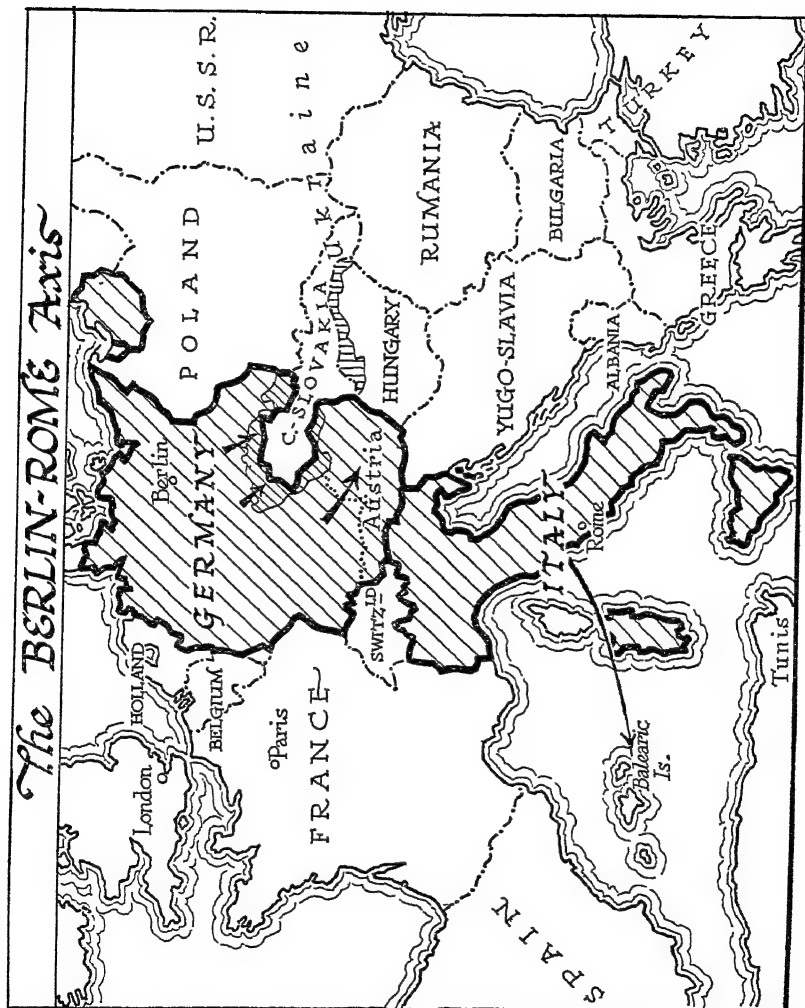 The BERLIN-ROME Axis
London
HOLLAND
BELGIUM
Paris
FRANCE
SPAIN
Balearic
Is.
Tunis
SWITZ-LD
GERMANY
Berlin
Austria
ITALY
Rome
C.-SLOVAKIA
POLAND
U.S.S.R.
Ukraine
HUNGARY
RUMANIA
YUGO-SLAVIA
BULGARIA
ALBANIA
GREECE
TURKEY